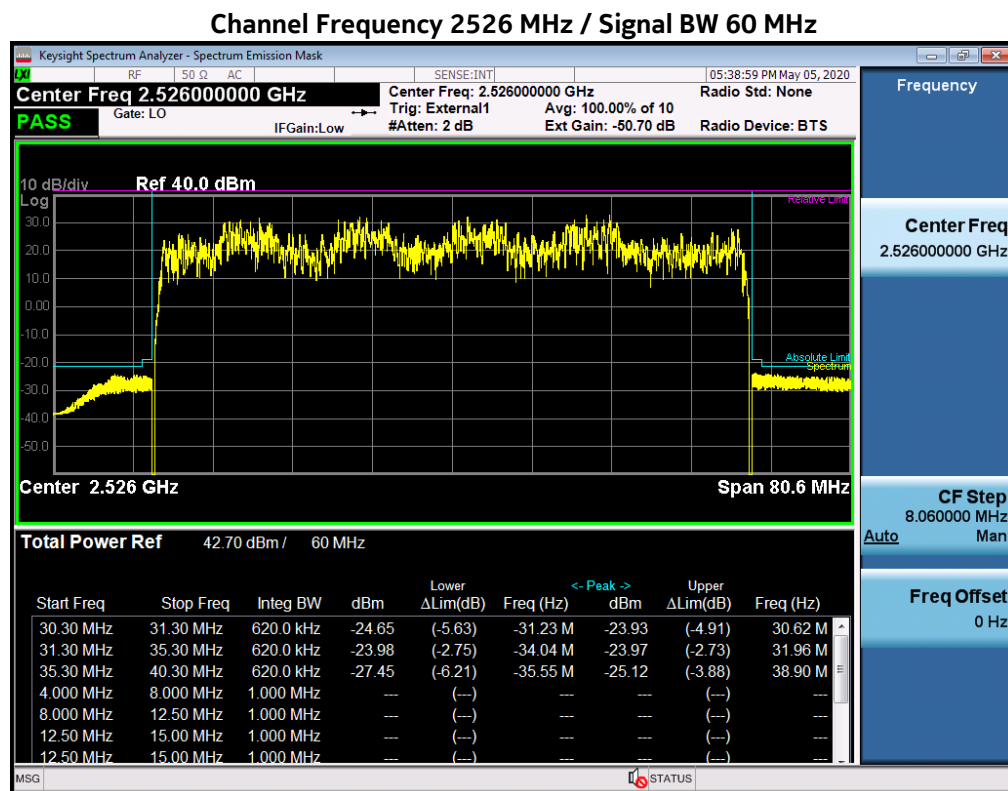 Channel Frequency 2526 MHz / Signal BW 60 MHz
Keysight Spectrum Analyzer - Spectrum Emission Mask
LXI RF 50 Ω AC SENSE:INT 05:38:59 PM May 05, 2020
Center Freq 2.526000000 GHz
PASS
Gate: LO
IFGain:Low
Center Freq: 2.526000000 GHz
Trig: External1 Avg: 100.00% of 10
#Atten: 2 dB Ext Gain: -50.70 dB
Radio Std: None
Radio Device: BTS
10 dB/div Ref 40.0 dBm
Log
Relative Limit
30.0
20.0
10.0
0.00
-10.0
-20.0
-30.0
-40.0
-50.0
Absolute Limit
Spectrum
Center 2.526 GHz Span 80.6 MHz
Total Power Ref 42.70 dBm / 60 MHz
Lower <- Peak -> Upper
Start Freq Stop Freq Integ BW dBm ΔLim(dB) Freq (Hz) dBm ΔLim(dB) Freq (Hz)
30.30 MHz 31.30 MHz 620.0 kHz -24.65 (-5.63) -31.23 M -23.93 (-4.91) 30.62 M
31.30 MHz 35.30 MHz 620.0 kHz -23.98 (-2.75) -34.04 M -23.97 (-2.73) 31.96 M
35.30 MHz 40.30 MHz 620.0 kHz -27.45 (-6.21) -35.55 M -25.12 (-3.88) 38.90 M
4.000 MHz 8.000 MHz 1.000 MHz --- (---) --- --- (---) ---
8.000 MHz 12.50 MHz 1.000 MHz --- (---) --- --- (---) ---
12.50 MHz 15.00 MHz 1.000 MHz --- (---) --- --- (---) ---
12.50 MHz 15.00 MHz 1.000 MHz --- (---) --- --- (---) ---
MSG STATUS
Frequency
Center Freq
2.526000000 GHz
CF Step
8.060000 MHz
Auto Man
Freq Offset
0 Hz